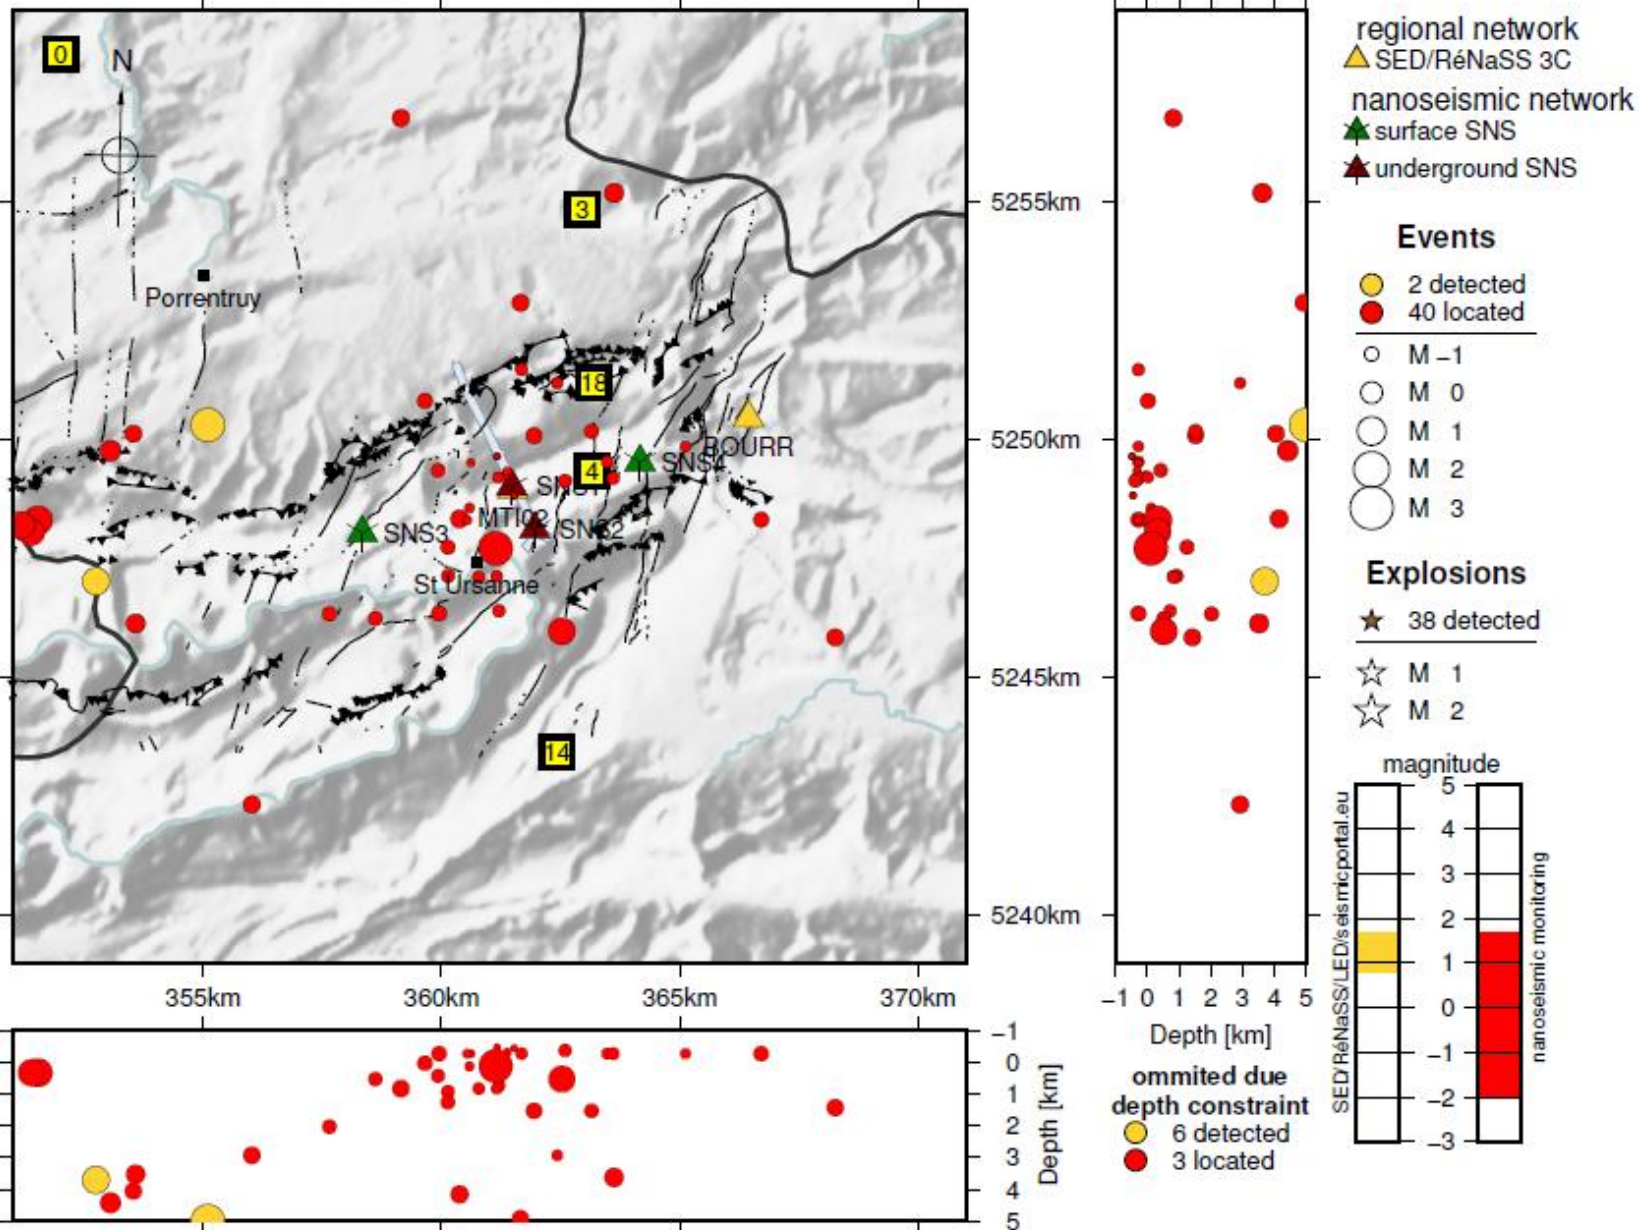 0
N
3
Porrentruy
18
BOURR
4
SNS4
SNS1
MTI02
SNS3
SNS2
St Ursanne
14
5255km
5250km
5245km
5240km
355km
360km
365km
370km
−1
0
1
2
3
4
5
Depth [km]
−1 0 1 2 3 4 5
Depth [km]
ommited due
depth constraint
6 detected
3 located
regional network
SED/RéNaSS 3C
nanoseismic network
surface SNS
underground SNS
Events
2 detected
40 located
M −1
M 0
M 1
M 2
M 3
Explosions
38 detected
M 1
M 2
magnitude
5
4
3
2
1
0
−1
−2
−3
SED/RéNaSS/LED/seismicportal.eu
nanoseismic monitoring